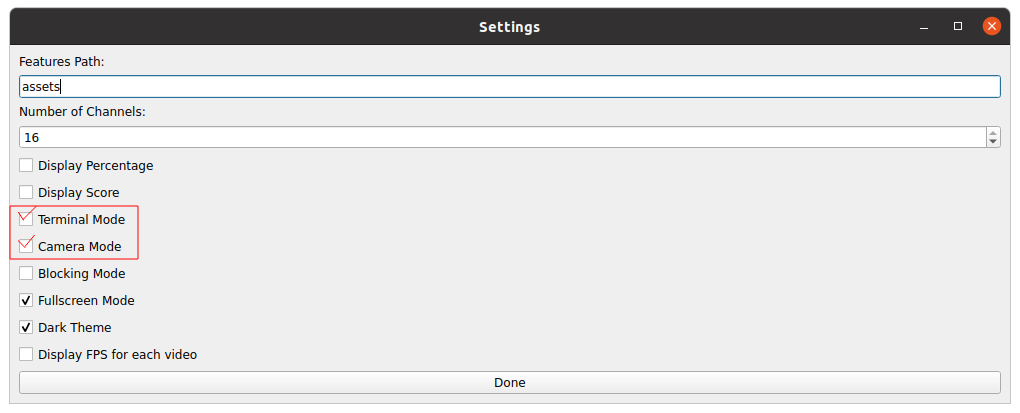 Settings
Features Path:
assets
Number of Channels:
16
Display Percentage
Display Score
Terminal Mode
Camera Mode
Blocking Mode
Fullscreen Mode
Dark Theme
Display FPS for each video
Done